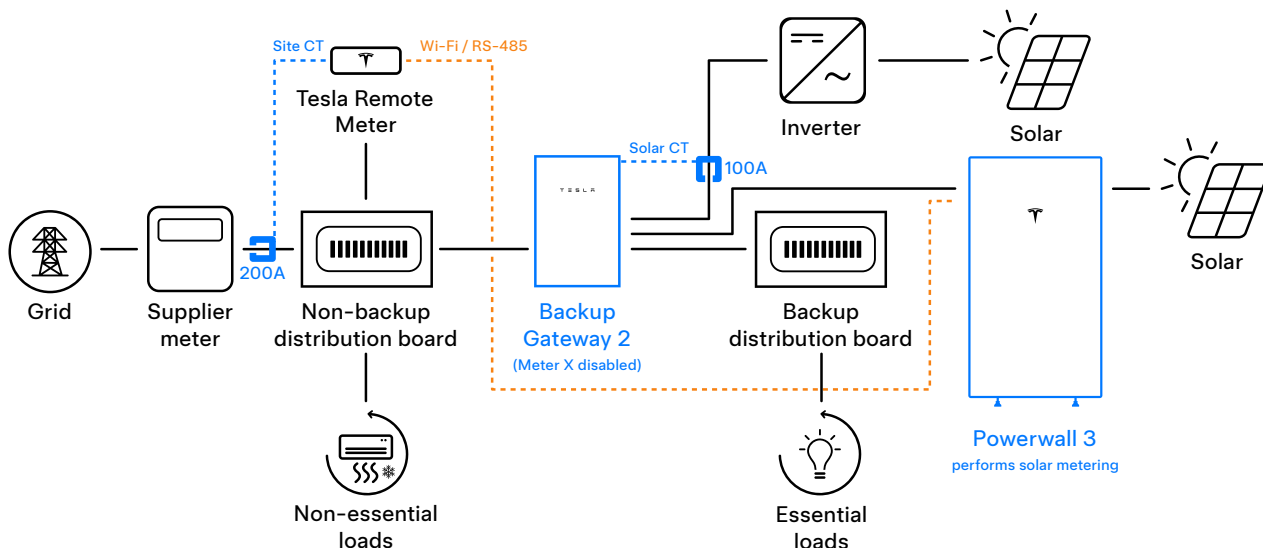 Site CT
Wi-Fi / RS-485
Tesla Remote
Meter
Inverter
Solar
Solar CT
100A
TESLA
200A
Grid
Supplier
meter
Non-backup
distribution board
Backup
Gateway 2
(Meter X disabled)
Backup
distribution board
Solar
Powerwall 3
performs solar metering
Non-essential
loads
Essential
loads